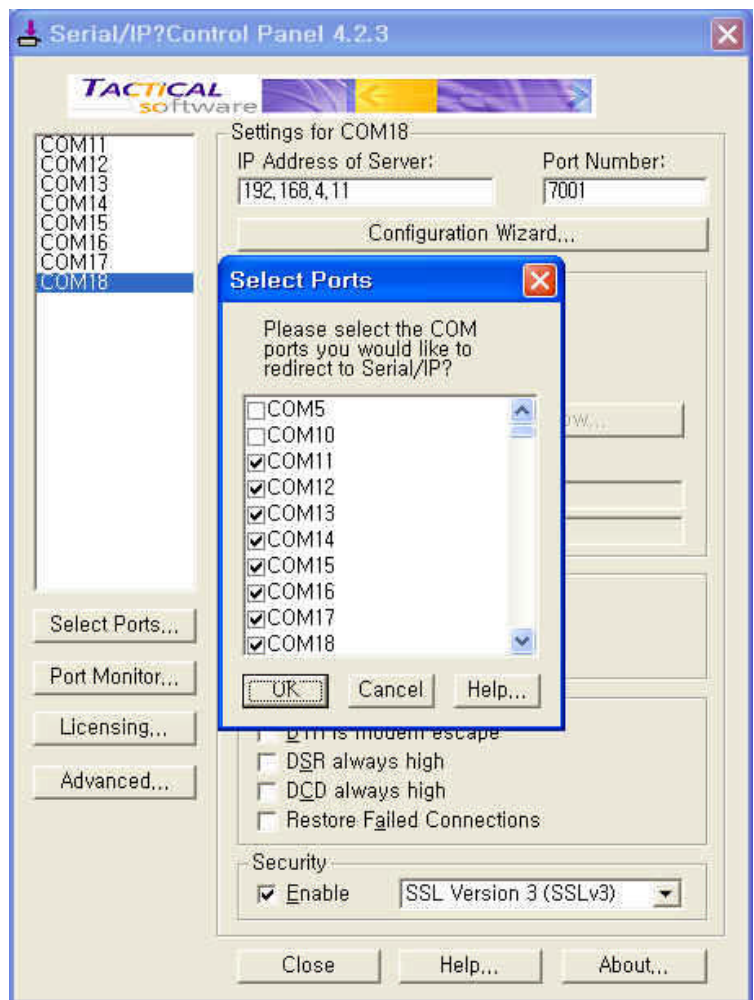 Serial/IP?Control Panel 4.2.3
TACTICAL
software
COM11
COM12
COM13
COM14
COM15
COM16
COM17
COM18
Settings for COM18
IP Address of Server:
Port Number:
192,168,4,11
7001
Configuration Wizard...
Select Ports
Please select the COM
ports you would like to
redirect to Serial/IP?
COM5
COM10
COM11
COM12
COM13
COM14
COM15
COM16
COM17
COM18
OK
Cancel
Help...
Select Ports...
Port Monitor...
Licensing...
Advanced...
DTR is modem escape
DSR always high
DCD always high
Restore Failed Connections
Security
Enable
SSL Version 3 (SSLv3)
Close
Help...
About...